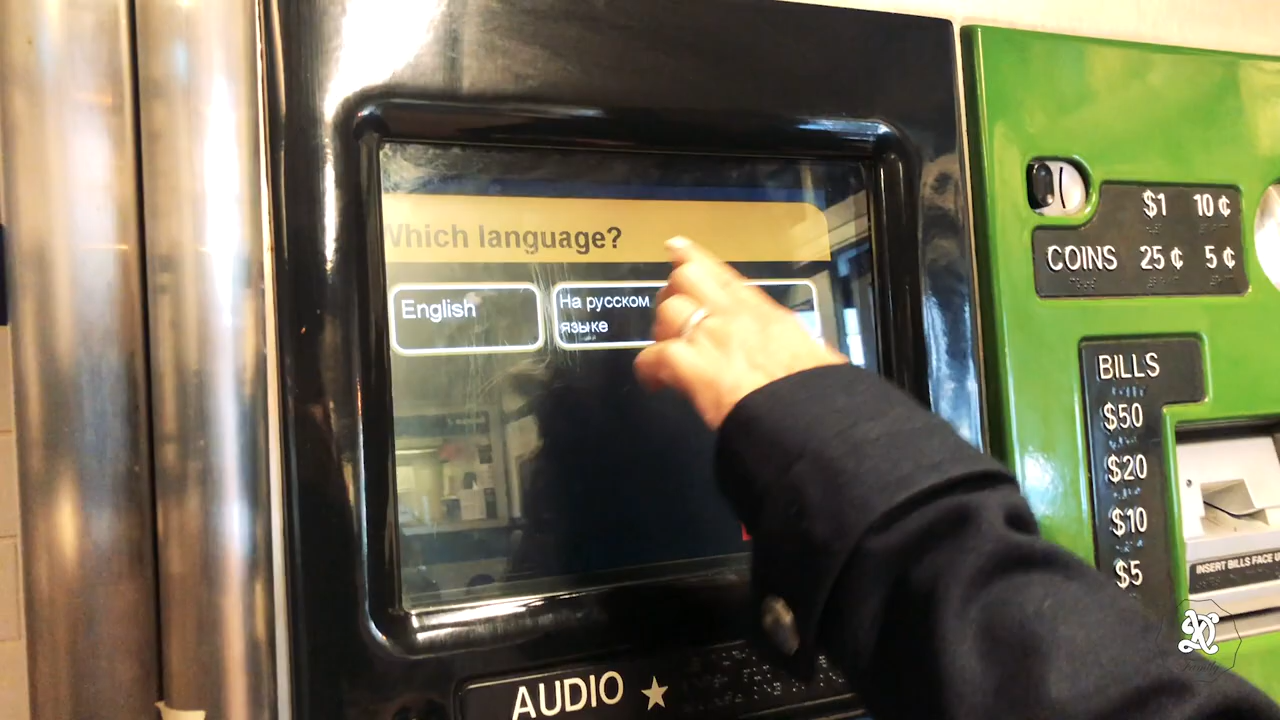 Which language?
English
На русском
языке
AUDIO ★
$1 10 ¢
COINS 25 ¢ 5 ¢
BILLS
$50
$20
$10
$5
INSERT BILLS FACE